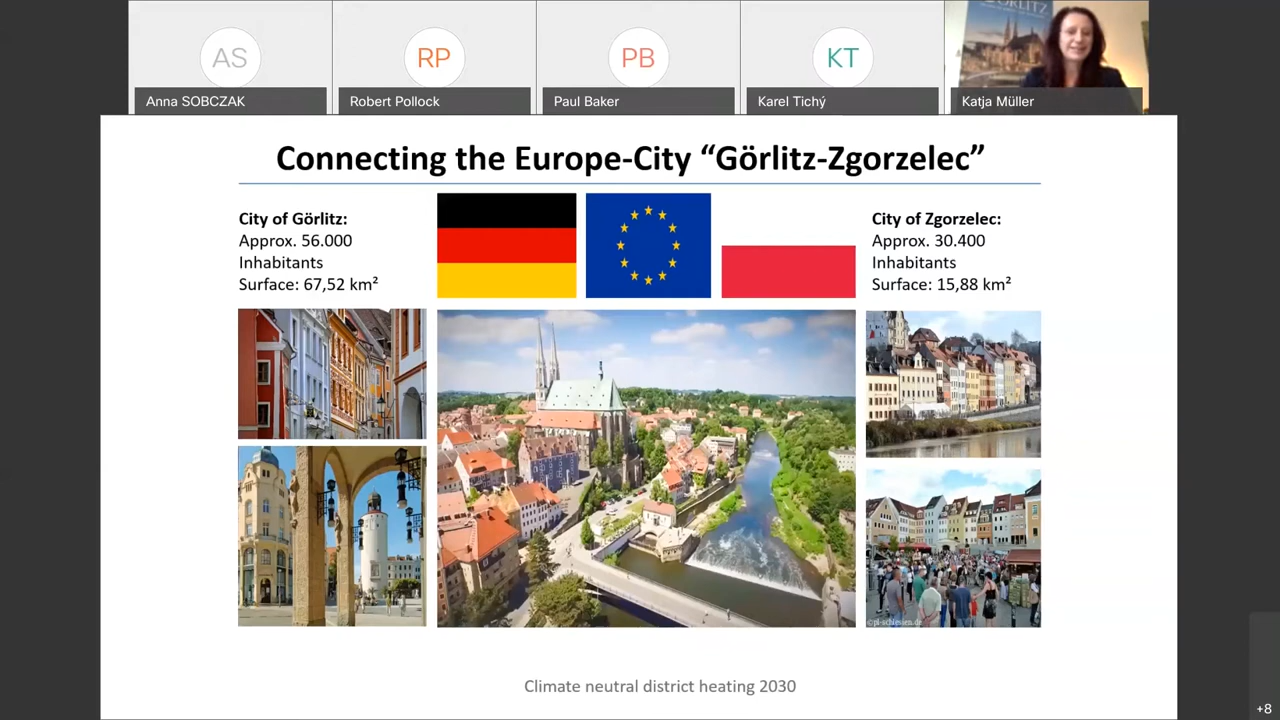 AS
RP
PB
KT
Anna SOBCZAK
Robert Pollock
Paul Baker
Karel Tichý
Katja Müller
Connecting the Europe-City “Görlitz-Zgorzelec”
City of Görlitz:
Approx. 56.000
Inhabitants
Surface: 67,52 km²
City of Zgorzelec:
Approx. 30.400
Inhabitants
Surface: 15,88 km²
Climate neutral district heating 2030
+8